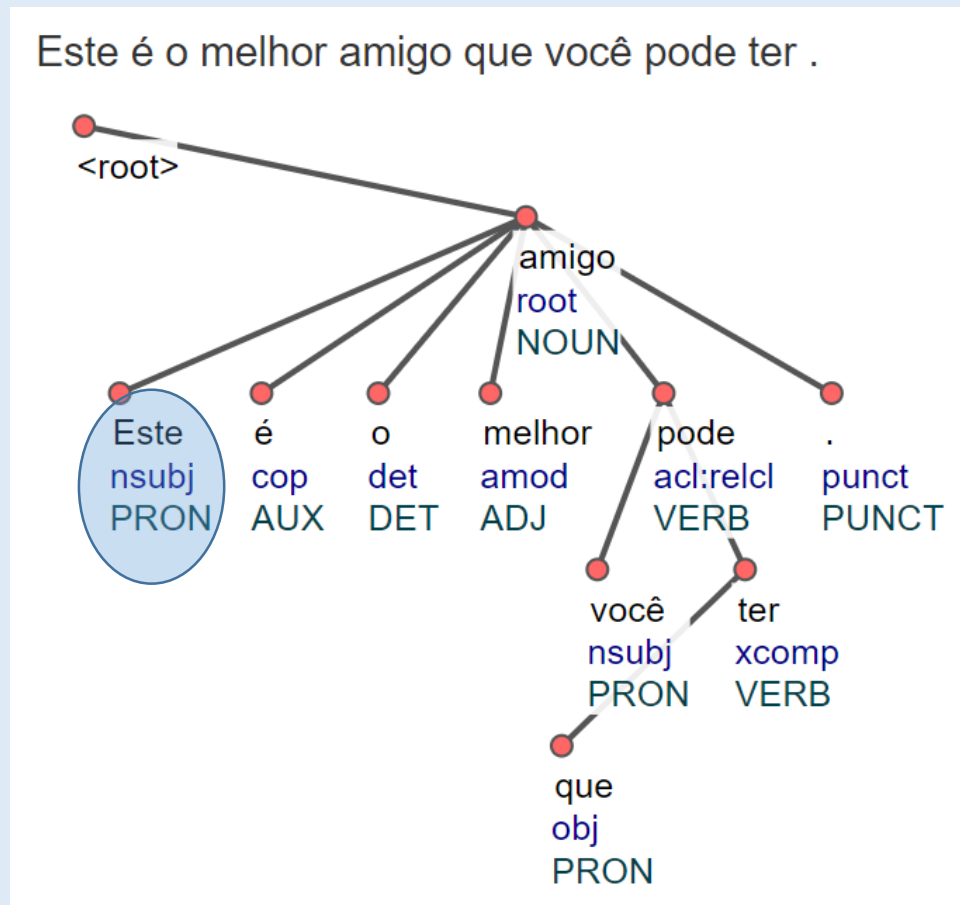 Este é o melhor amigo que você pode ter .
<root>
amigo
root
NOUN
Este é o melhor pode .
nsubj cop det amod acl:relcl punct
PRON AUX DET ADJ VERB PUNCT
você ter
nsubj xcomp
PRON VERB
que
obj
PRON